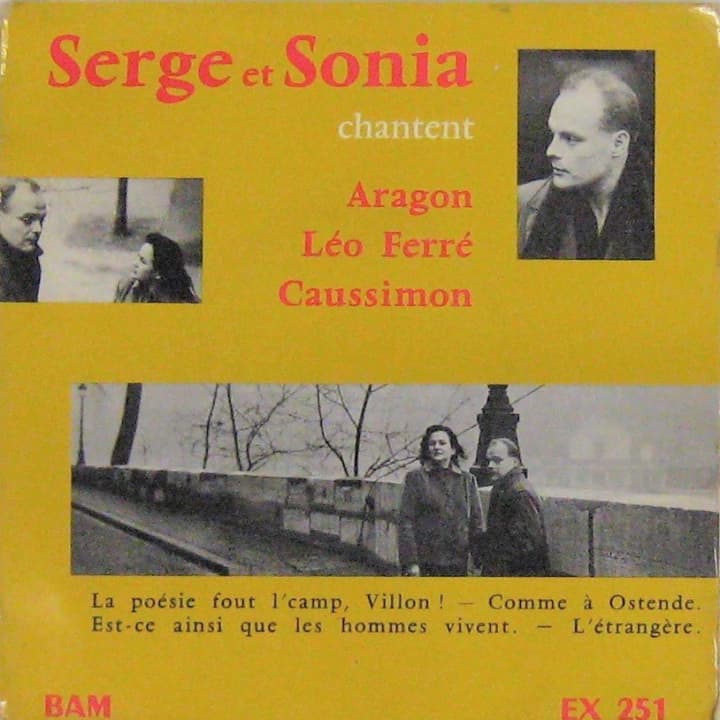 Serge et Sonia
chantent
Aragon
Léo Ferré
Caussimon
La poésie fout l'camp, Villon ! — Comme à Ostende.
Est-ce ainsi que les hommes vivent. — L'étrangère.
BAM EX 251